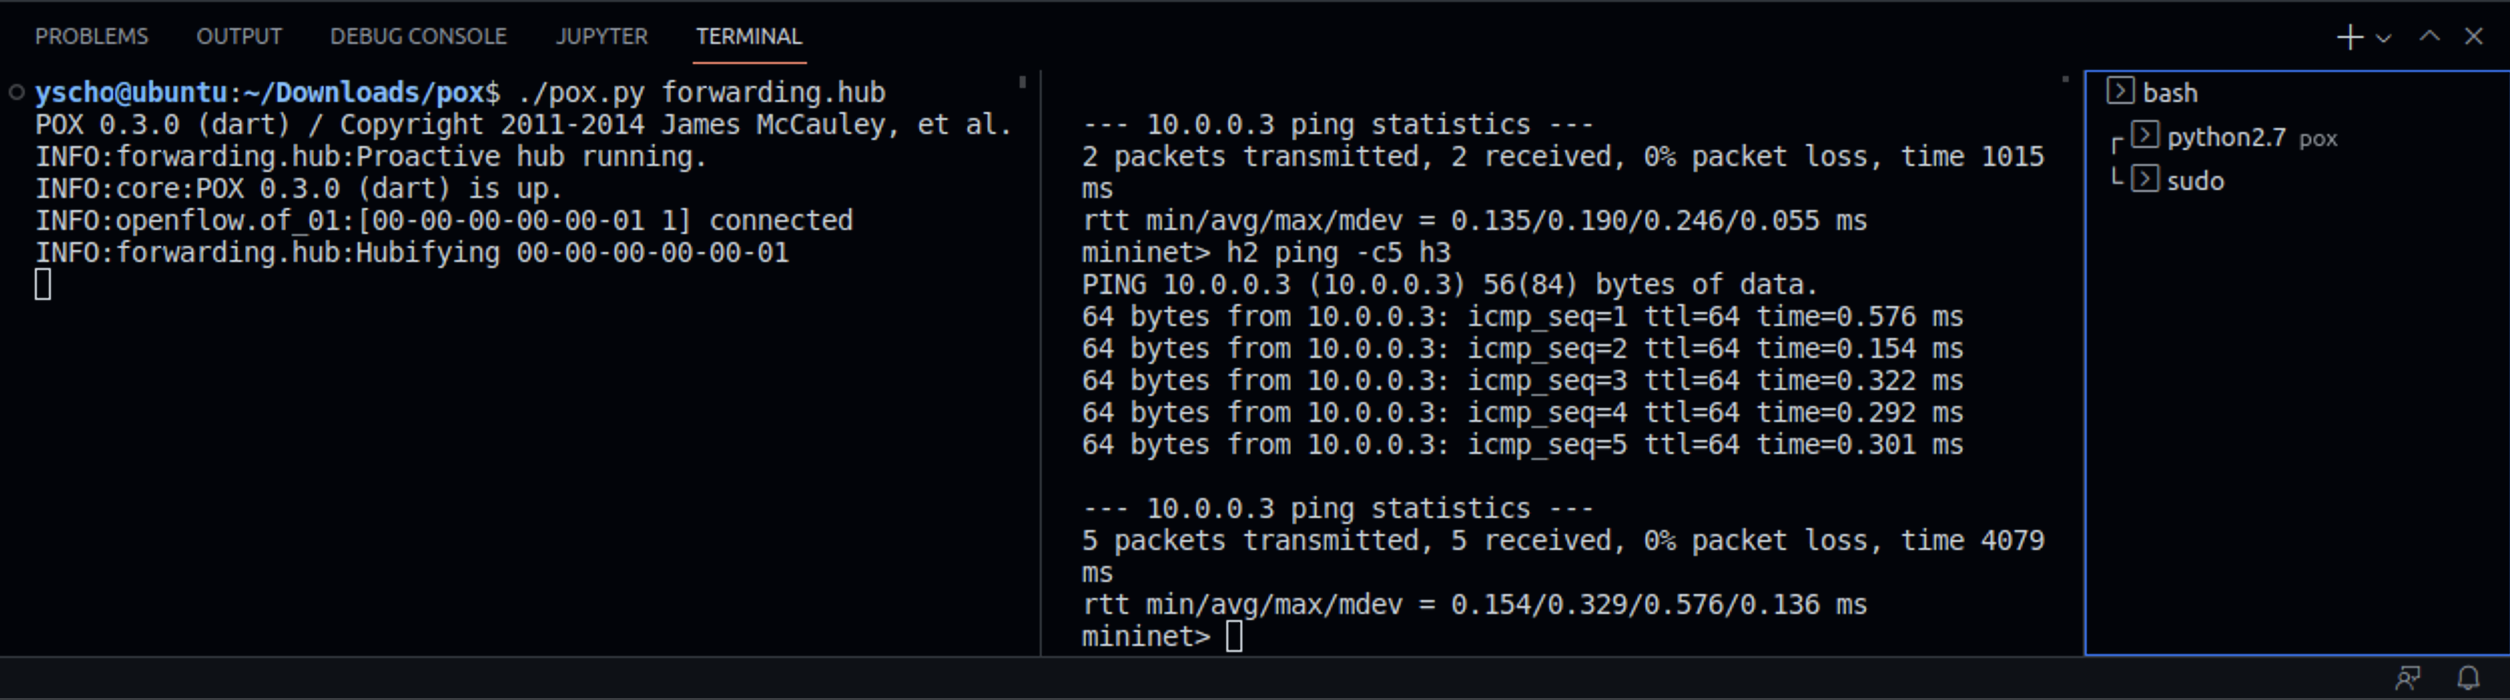 PROBLEMS OUTPUT DEBUG CONSOLE JUPYTER TERMINAL
yscho@ubuntu:~/Downloads/pox$ ./pox.py forwarding.hub
POX 0.3.0 (dart) / Copyright 2011-2014 James McCauley, et al.
INFO:forwarding.hub:Proactive hub running.
INFO:core:POX 0.3.0 (dart) is up.
INFO:openflow.of_01:[00-00-00-00-00-01 1] connected
INFO:forwarding.hub:Hubifying 00-00-00-00-00-01
--- 10.0.0.3 ping statistics ---
2 packets transmitted, 2 received, 0% packet loss, time 1015
ms
rtt min/avg/max/mdev = 0.135/0.190/0.246/0.055 ms
mininet> h2 ping -c5 h3
PING 10.0.0.3 (10.0.0.3) 56(84) bytes of data.
64 bytes from 10.0.0.3: icmp_seq=1 ttl=64 time=0.576 ms
64 bytes from 10.0.0.3: icmp_seq=2 ttl=64 time=0.154 ms
64 bytes from 10.0.0.3: icmp_seq=3 ttl=64 time=0.322 ms
64 bytes from 10.0.0.3: icmp_seq=4 ttl=64 time=0.292 ms
64 bytes from 10.0.0.3: icmp_seq=5 ttl=64 time=0.301 ms
--- 10.0.0.3 ping statistics ---
5 packets transmitted, 5 received, 0% packet loss, time 4079
ms
rtt min/avg/max/mdev = 0.154/0.329/0.576/0.136 ms
mininet>
bash
python2.7 pox
sudo